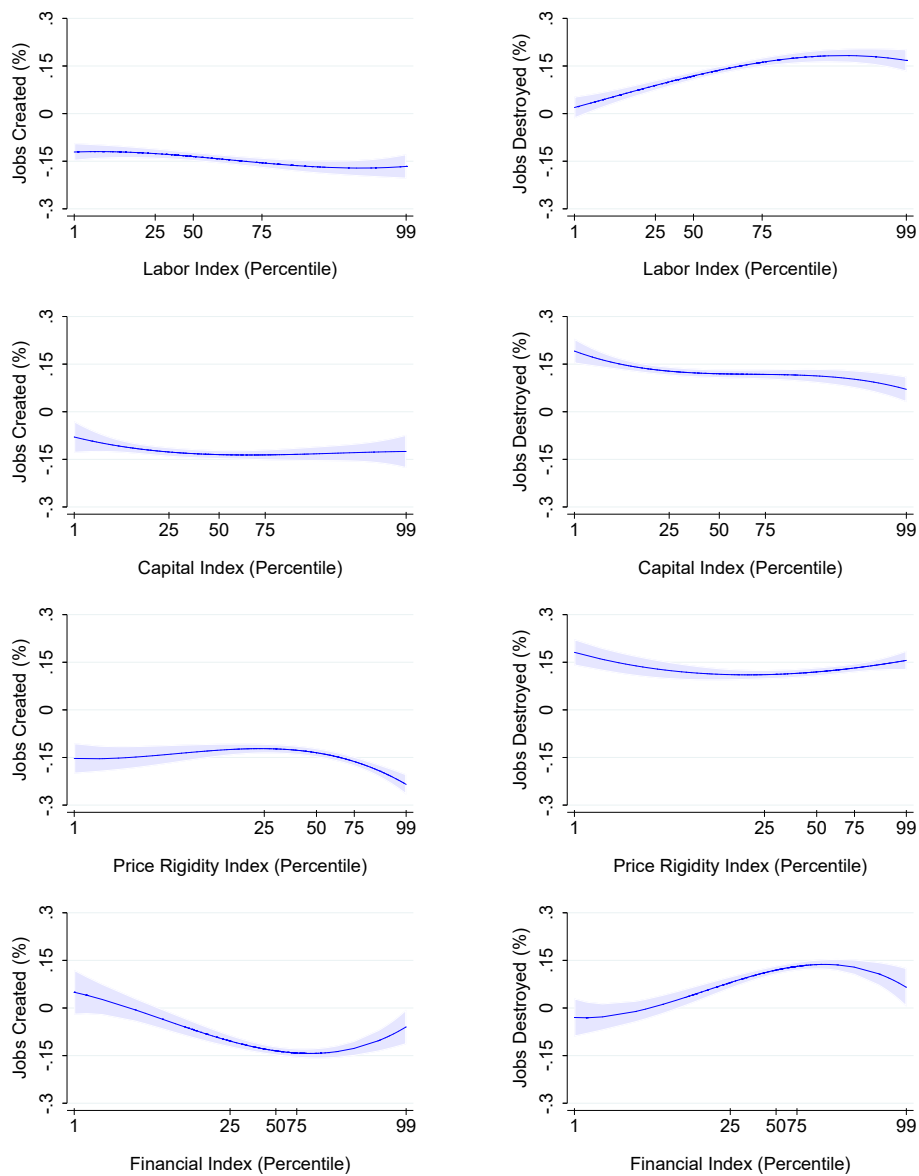 Jobs Created (%)
.3
.15
0
-.15
-.3
1 25 50 75 99
Labor Index (Percentile)
Jobs Destroyed (%)
.3
.15
0
-.15
-.3
1 25 50 75 99
Labor Index (Percentile)
Jobs Created (%)
.3
.15
0
-.15
-.3
1 25 50 75 99
Capital Index (Percentile)
Jobs Destroyed (%)
.3
.15
0
-.15
-.3
1 25 50 75 99
Capital Index (Percentile)
Jobs Created (%)
.3
.15
0
-.15
-.3
1 25 50 75 99
Price Rigidity Index (Percentile)
Jobs Destroyed (%)
.3
.15
0
-.15
-.3
1 25 50 75 99
Price Rigidity Index (Percentile)
Jobs Created (%)
.3
.15
0
-.15
-.3
1 25 50 75 99
Financial Index (Percentile)
Jobs Destroyed (%)
.3
.15
0
-.15
-.3
1 25 50 75 99
Financial Index (Percentile)